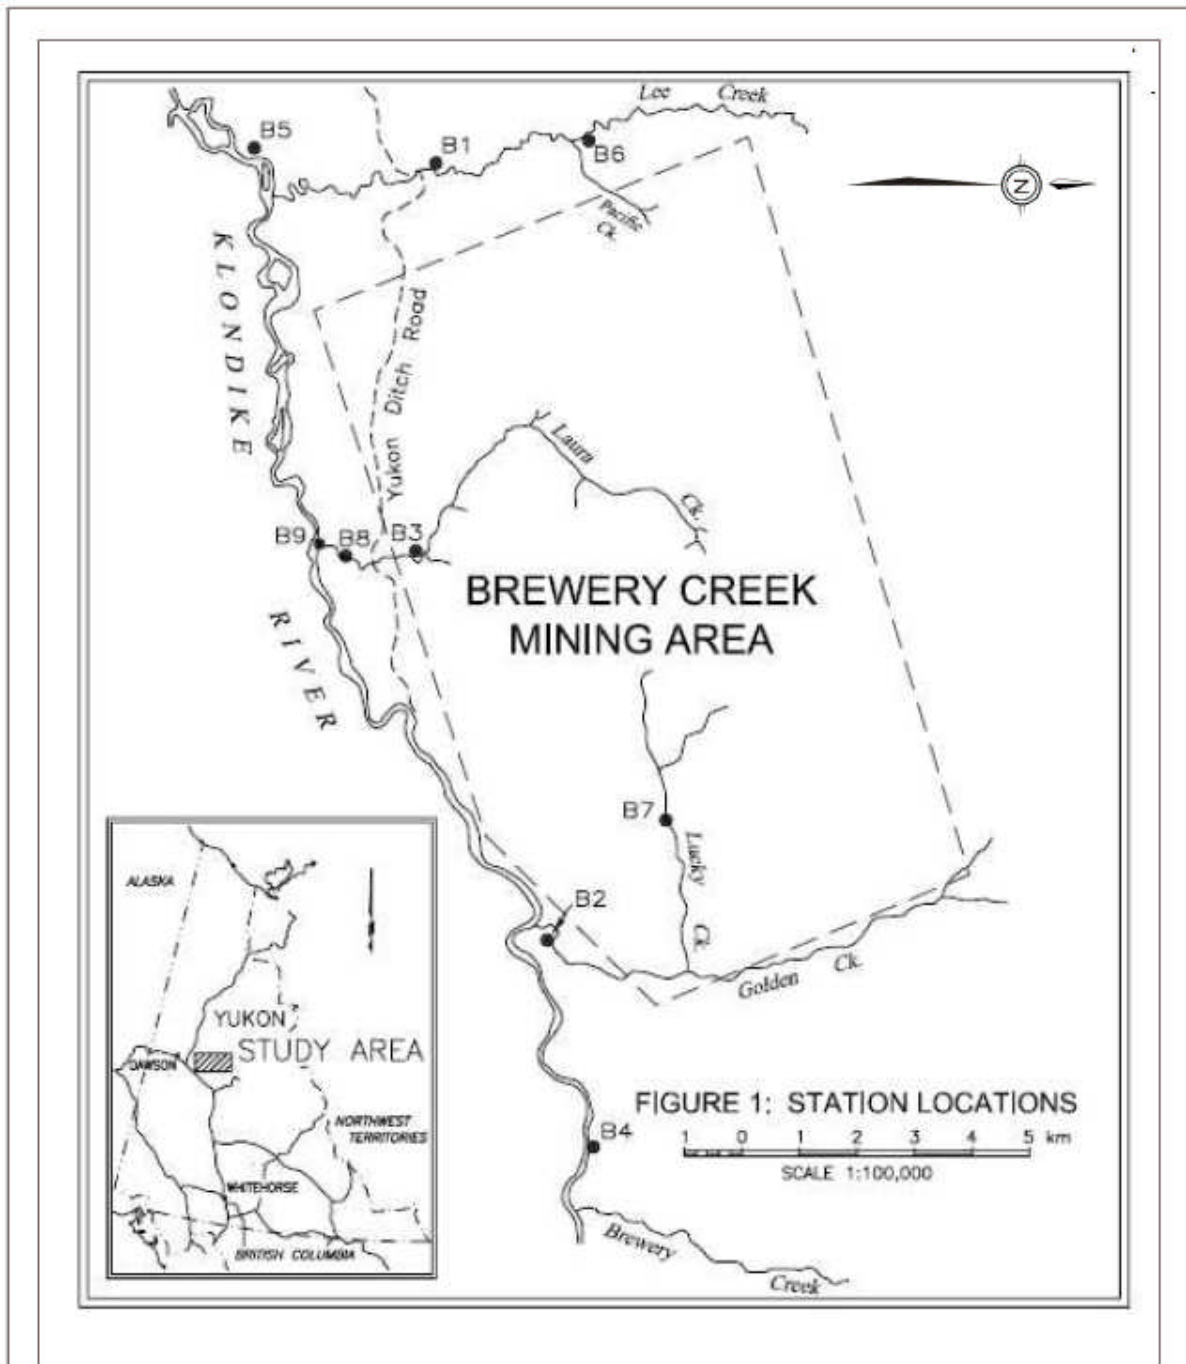 Lee Creek
B5
B1
B6
N
Pacific
Ck.
KLONDIKE
RIVER
Yukon Ditch Road
Laura Ck.
B9
B8
B3
BREWERY CREEK
MINING AREA
B7
Lucky Ck.
B2
Golden Ck.
ALASKA
YUKON
STUDY AREA
DAWSON
NORTHWEST
TERRITORIES
WHITEHORSE
BRITISH COLUMBIA
FIGURE 1: STATION LOCATIONS
B4
1 0 1 2 3 4 5 km
SCALE 1:100,000
Brewery
Creek